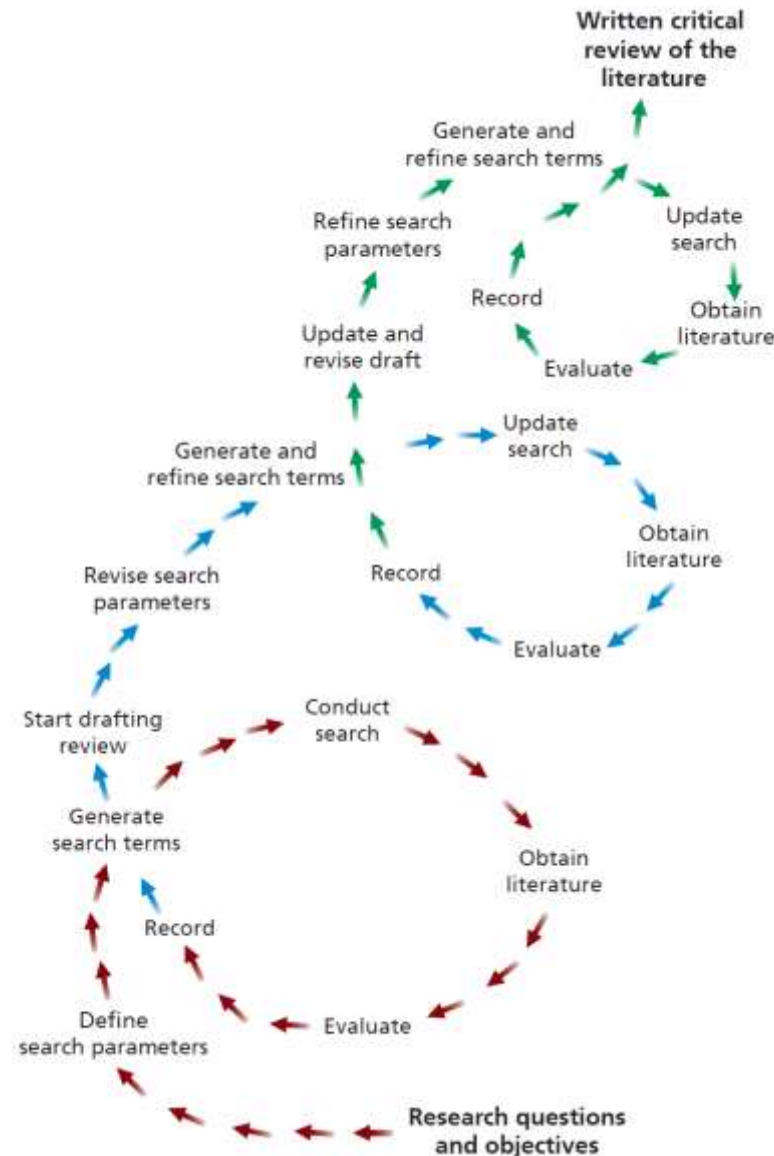 Written critical
review of the
literature
Generate and
refine search terms
Refine search
parameters
Update
search
Record
Obtain
literature
Update and
revise draft
Evaluate
Update
search
Generate and
refine search terms
Obtain
literature
Revise search
parameters
Record
Evaluate
Start drafting
review
Conduct
search
Generate
search terms
Obtain
literature
Record
Define
search parameters
Evaluate
Research questions
and objectives